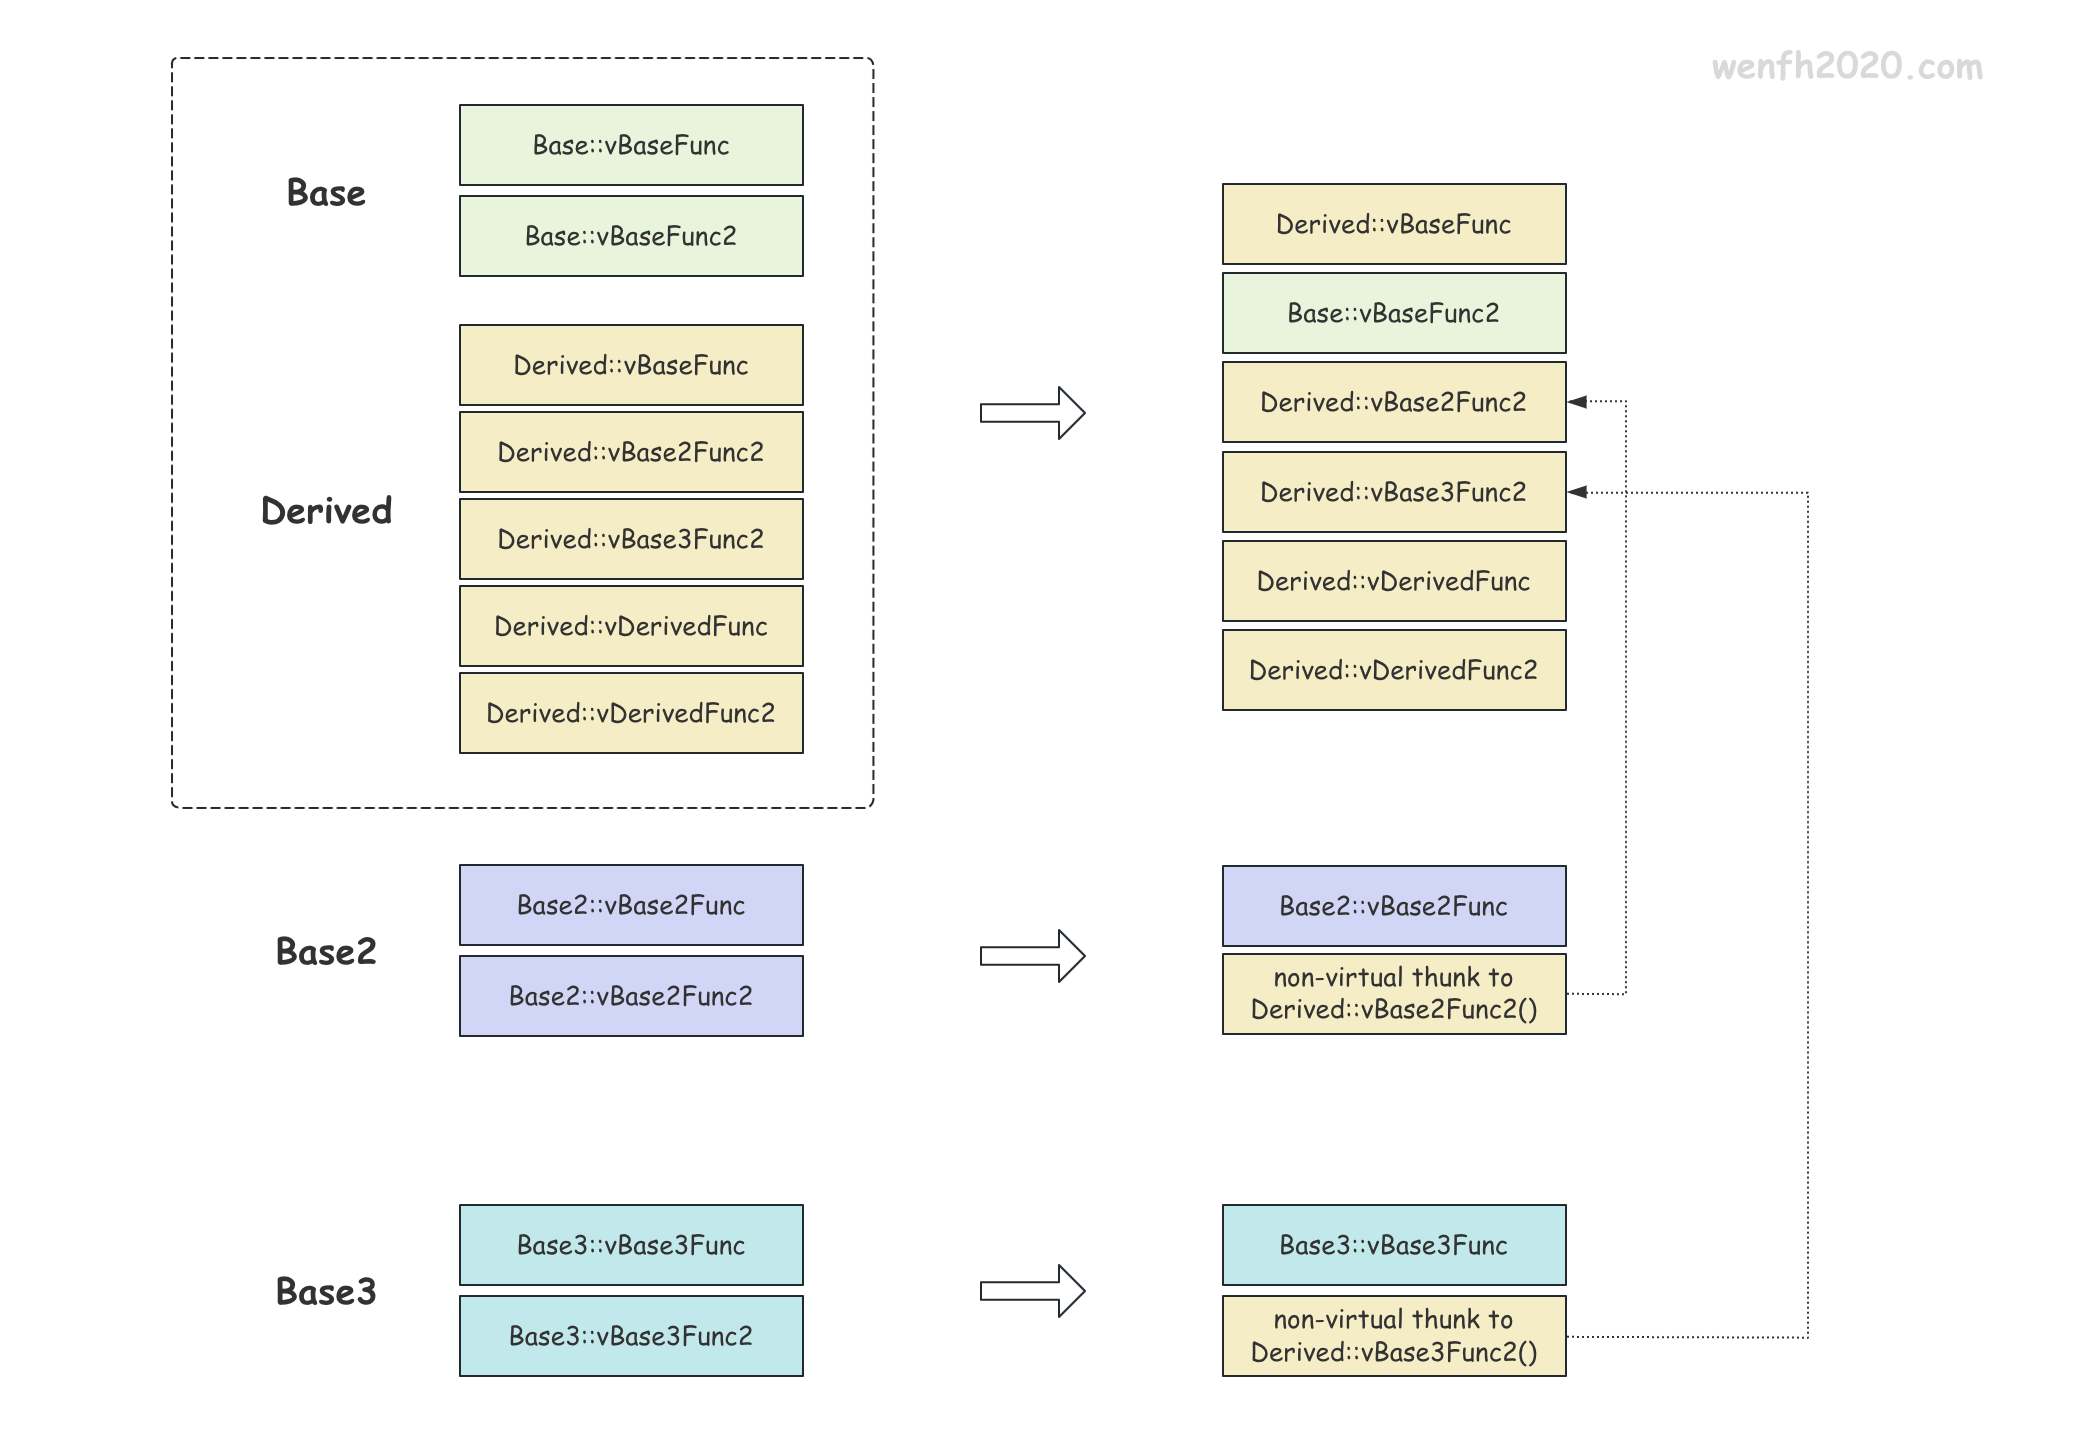 wenfh2020.com
Base
Base::vBaseFunc
Base::vBaseFunc2
Derived
Derived::vBaseFunc
Derived::vBase2Func2
Derived::vBase3Func2
Derived::vDerivedFunc
Derived::vDerivedFunc2
Derived::vBaseFunc
Base::vBaseFunc2
Derived::vBase2Func2
Derived::vBase3Func2
Derived::vDerivedFunc
Derived::vDerivedFunc2
Base2
Base2::vBase2Func
Base2::vBase2Func2
Base2::vBase2Func
non-virtual thunk to
Derived::vBase2Func2()
Base3
Base3::vBase3Func
Base3::vBase3Func2
Base3::vBase3Func
non-virtual thunk to
Derived::vBase3Func2()